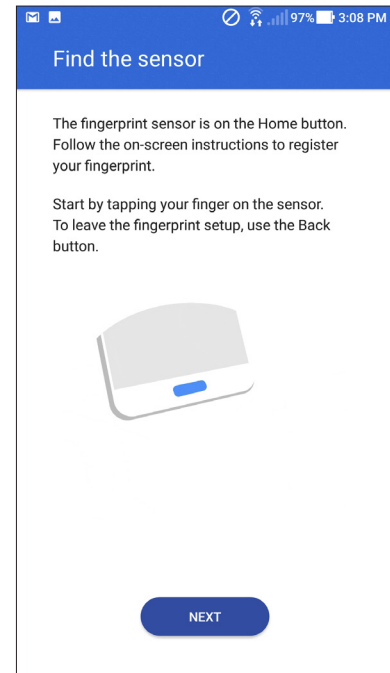 97% 3:08 PM
Find the sensor
The fingerprint sensor is on the Home button.
Follow the on-screen instructions to register
your fingerprint.
Start by tapping your finger on the sensor.
To leave the fingerprint setup, use the Back
button.
NEXT